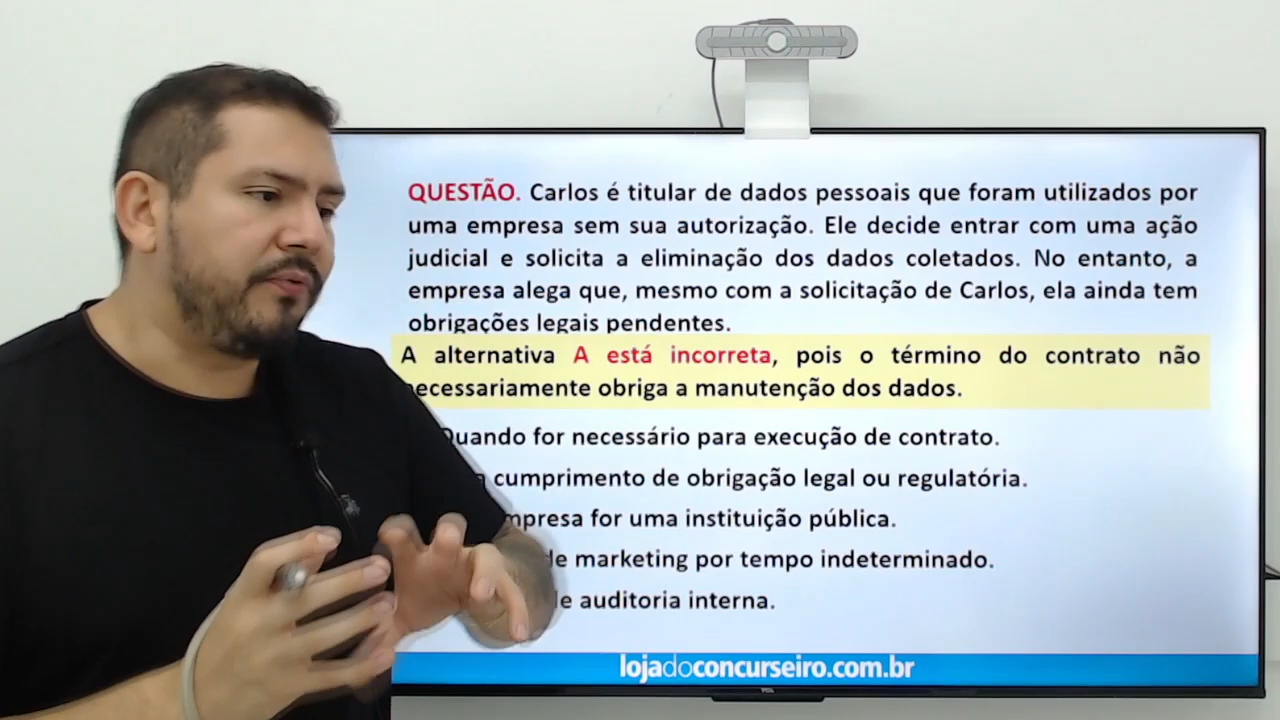 QUESTÃO. Carlos é titular de dados pessoais que foram utilizados por
uma empresa sem sua autorização. Ele decide entrar com uma ação
judicial e solicita a eliminação dos dados coletados. No entanto, a
empresa alega que, mesmo com a solicitação de Carlos, ela ainda tem
obrigações legais pendentes.
A alternativa A está incorreta, pois o término do contrato não
necessariamente obriga a manutenção dos dados.
Quando for necessário para execução de contrato.
cumprimento de obrigação legal ou regulatória.
empresa for uma instituição pública.
de marketing por tempo indeterminado.
de auditoria interna.
lojadoconcurseiro.com.br
TCL